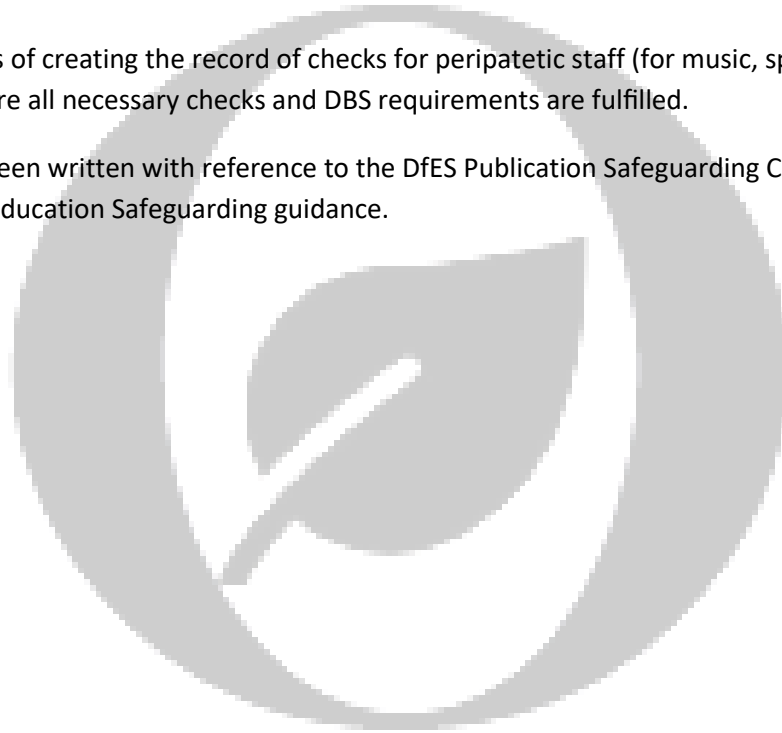 s of creating the record of checks for peripatetic staff (for music, sp
re all necessary checks and DBS requirements are fulfilled.
een written with reference to the DfES Publication Safeguarding C
ducation Safeguarding guidance.